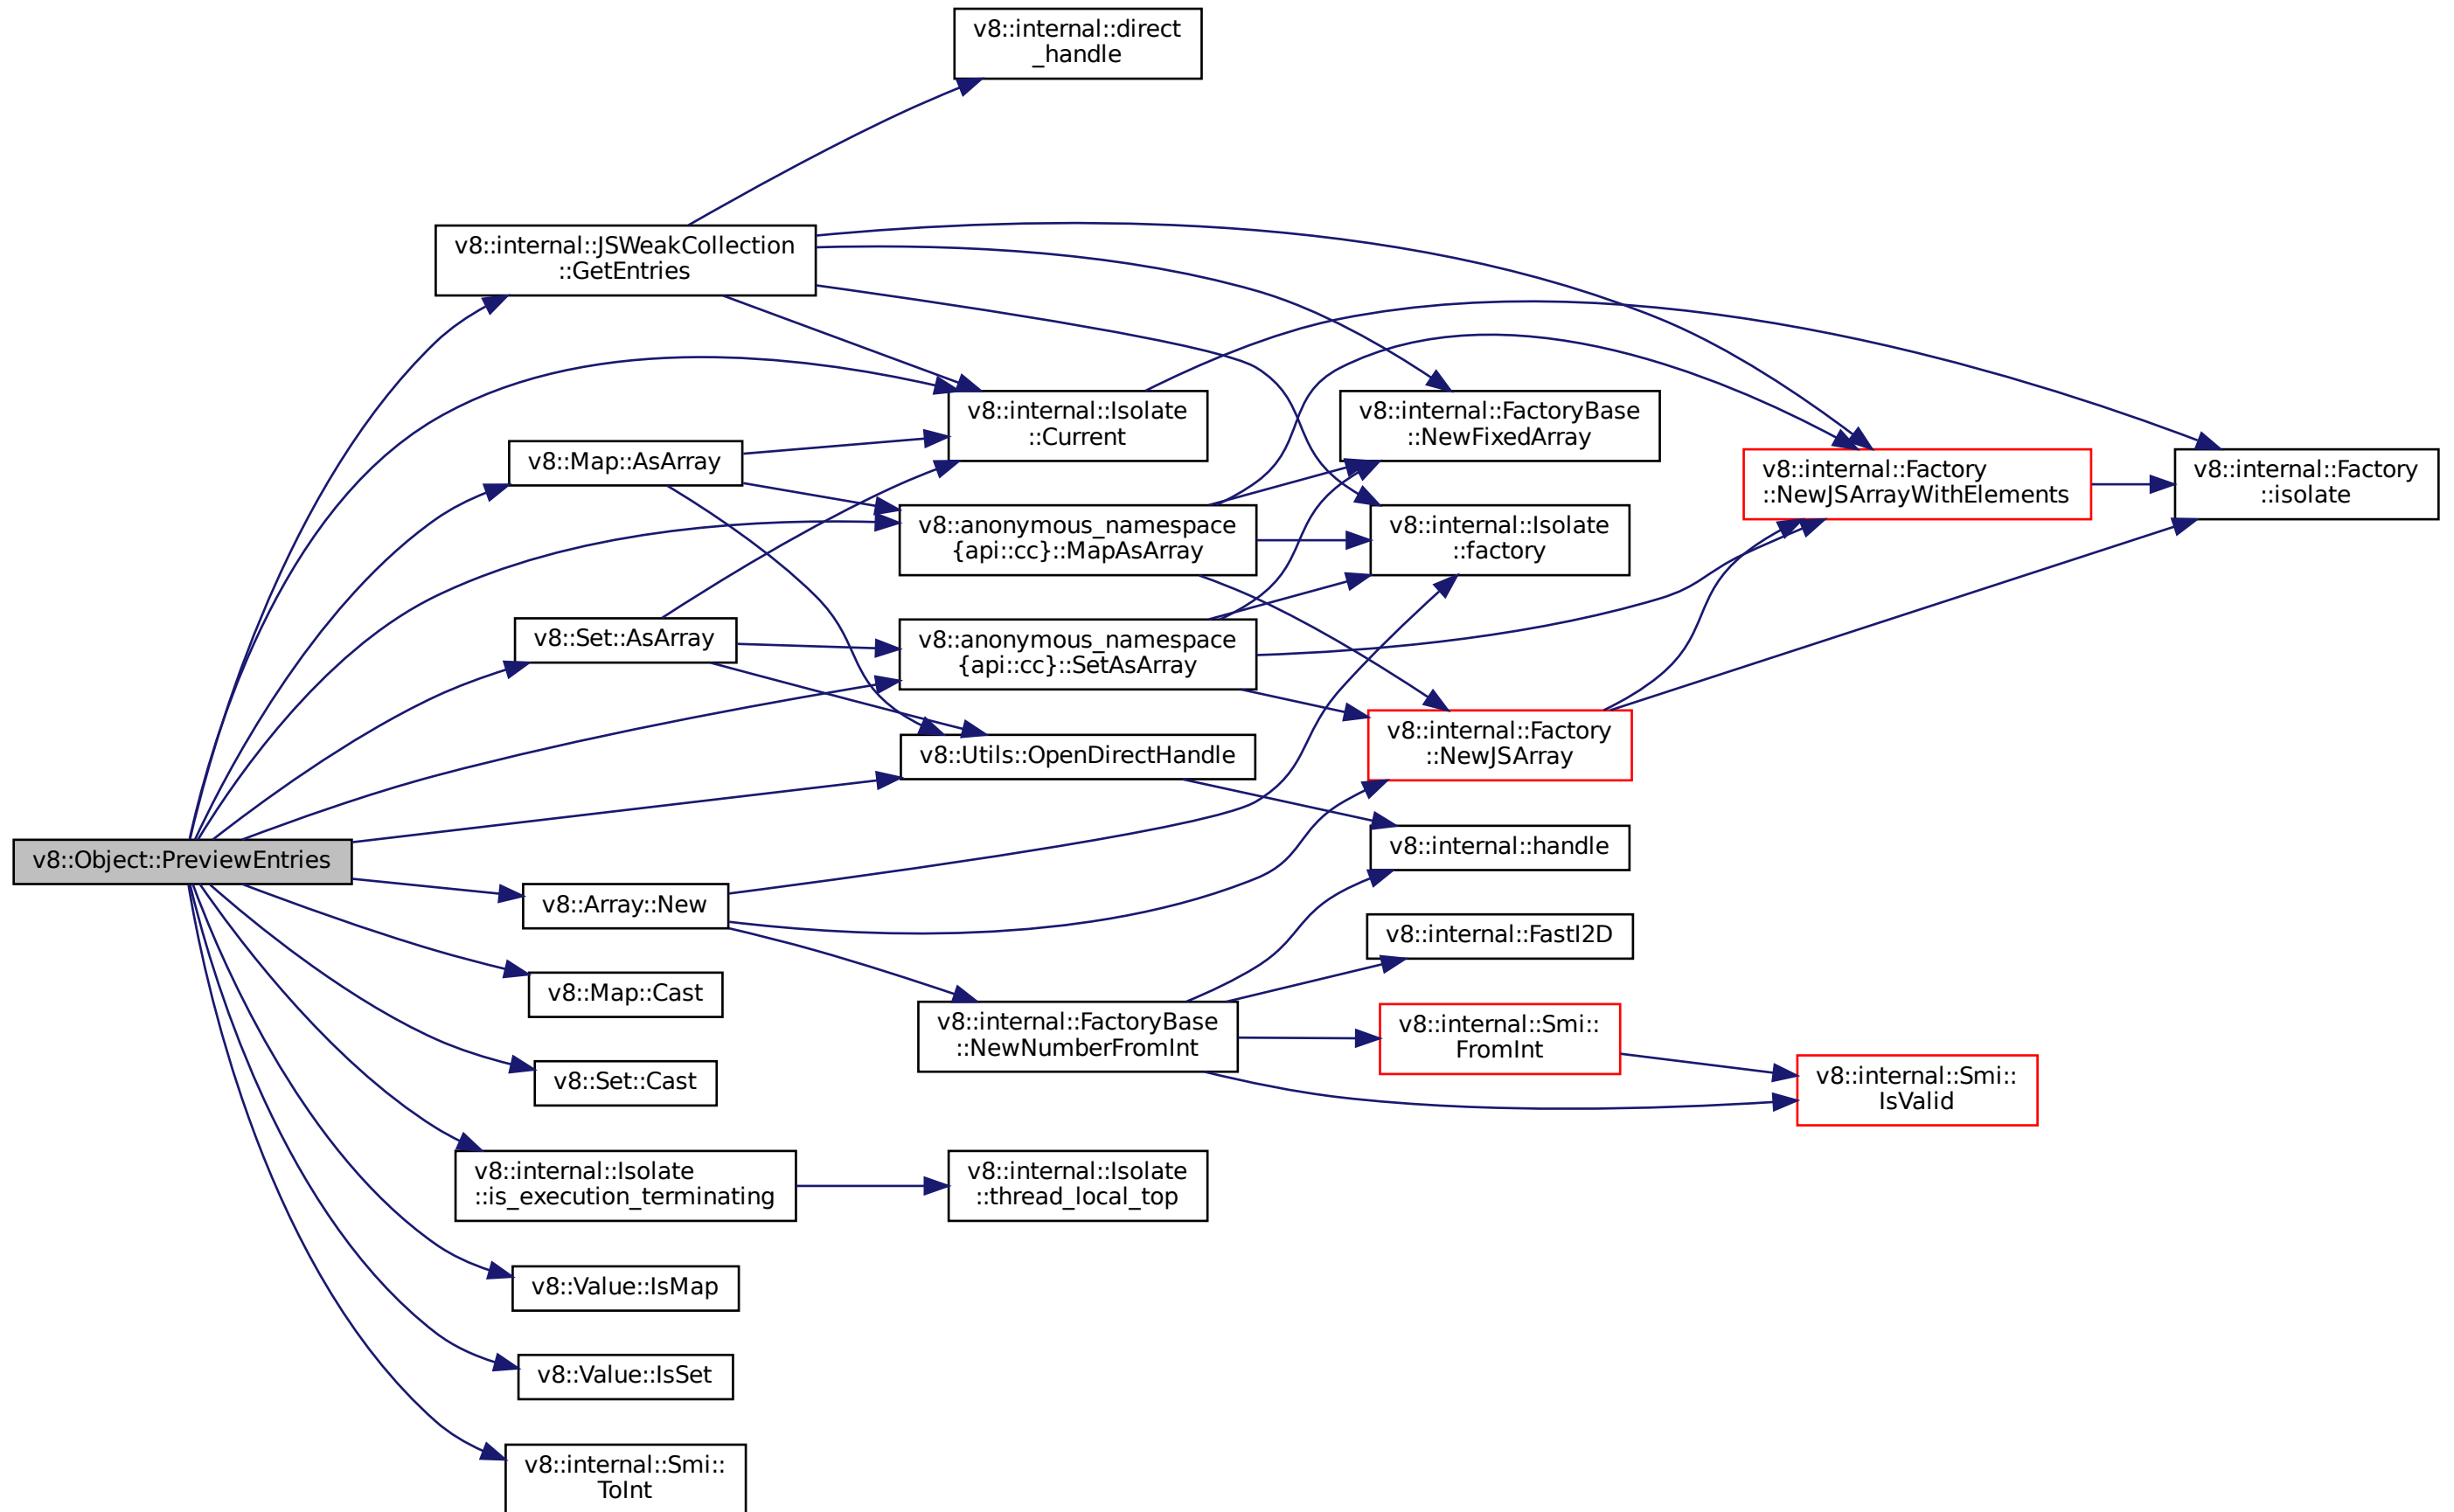 v8::internal::direct
_handle
v8::internal::JSWeakCollection
::GetEntries
v8::internal::Isolate
::Current
v8::internal::FactoryBase
::NewFixedArray
v8::Map::AsArray
v8::internal::Factory
::NewJSArrayWithElements
v8::internal::Factory
::isolate
v8::anonymous_namespace
{api::cc}::MapAsArray
v8::internal::Isolate
::factory
v8::Set::AsArray
v8::anonymous_namespace
{api::cc}::SetAsArray
v8::internal::Factory
::NewJSArray
v8::Utils::OpenDirectHandle
v8::Object::PreviewEntries
v8::internal::handle
v8::Array::New
v8::internal::FastI2D
v8::Map::Cast
v8::internal::FactoryBase
::NewNumberFromInt
v8::internal::Smi::
FromInt
v8::Set::Cast
v8::internal::Smi::
IsValid
v8::internal::Isolate
::is_execution_terminating
v8::internal::Isolate
::thread_local_top
v8::Value::IsMap
v8::Value::IsSet
v8::internal::Smi::
ToInt